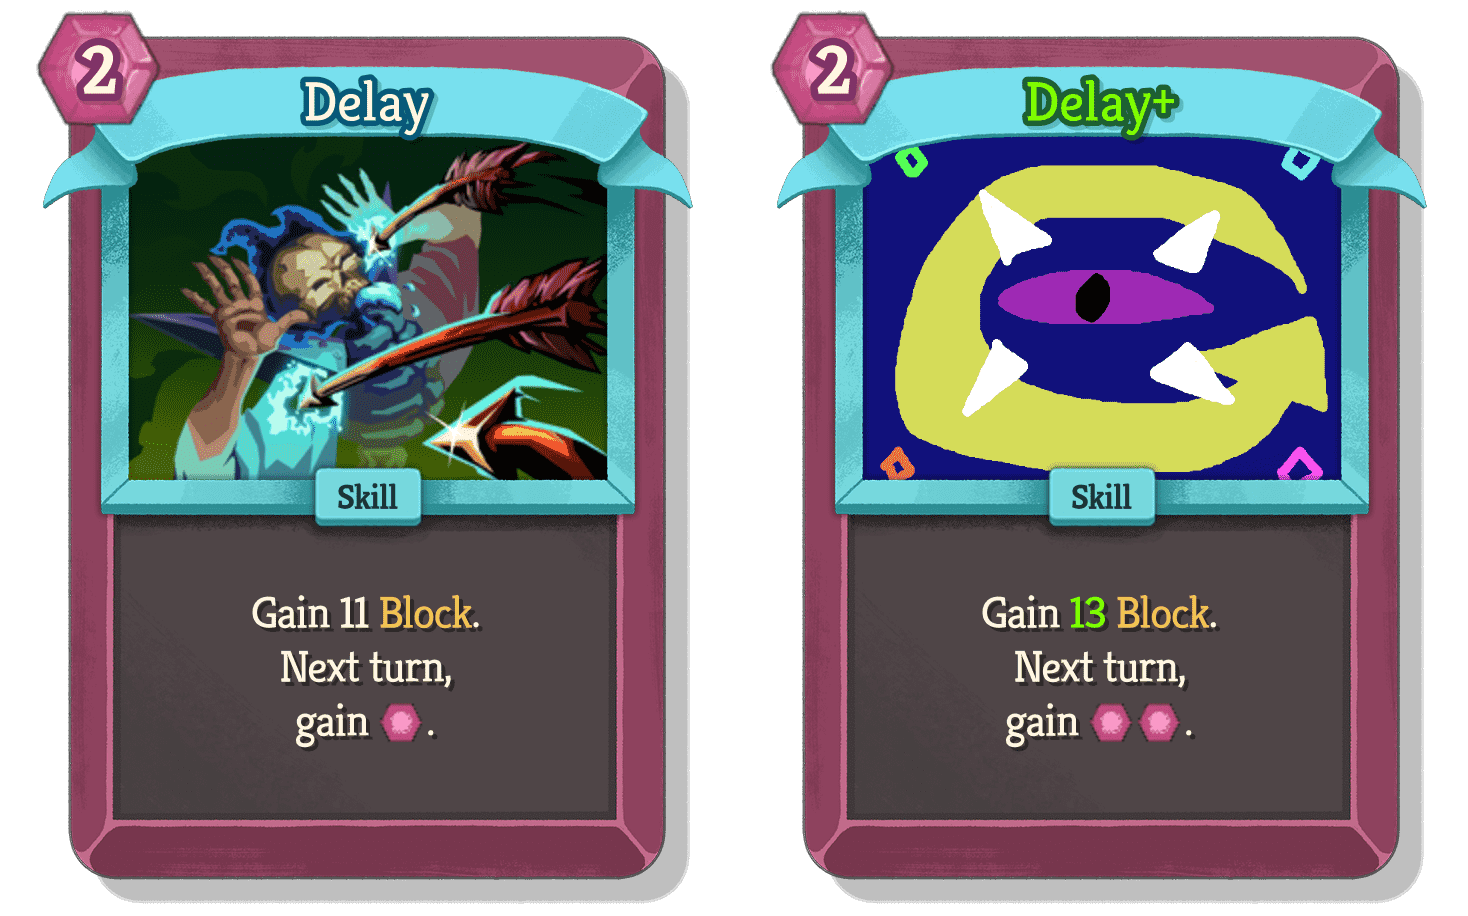 2
Delay
Skill
Gain 11 Block.
Next turn,
gain .
2
Delay+
Skill
Gain 13 Block.
Next turn,
gain .